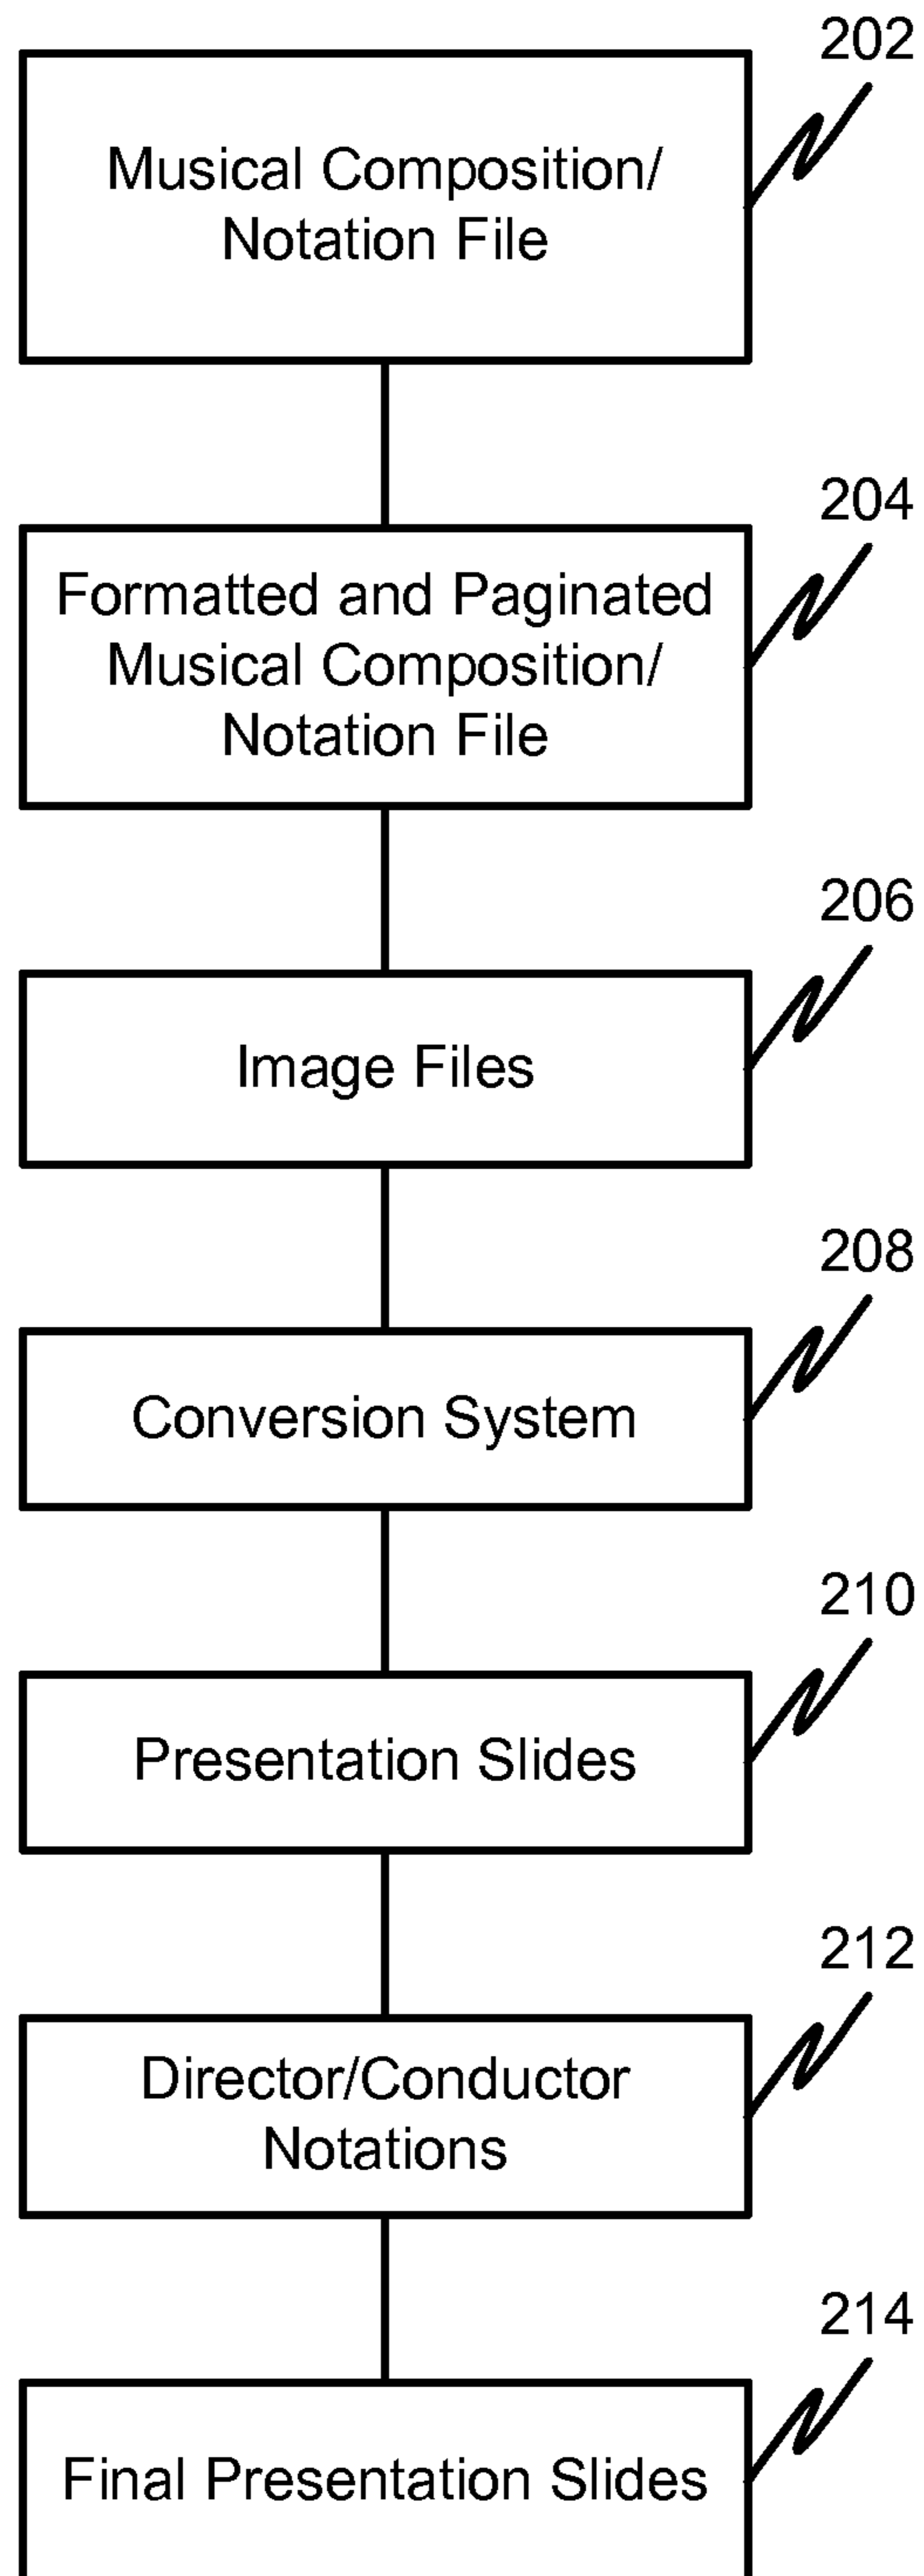 202
Musical Composition/
Notation File
204
Formatted and Paginated
Musical Composition/
Notation File
206
Image Files
208
Conversion System
210
Presentation Slides
212
Director/Conductor
Notations
214
Final Presentation Slides